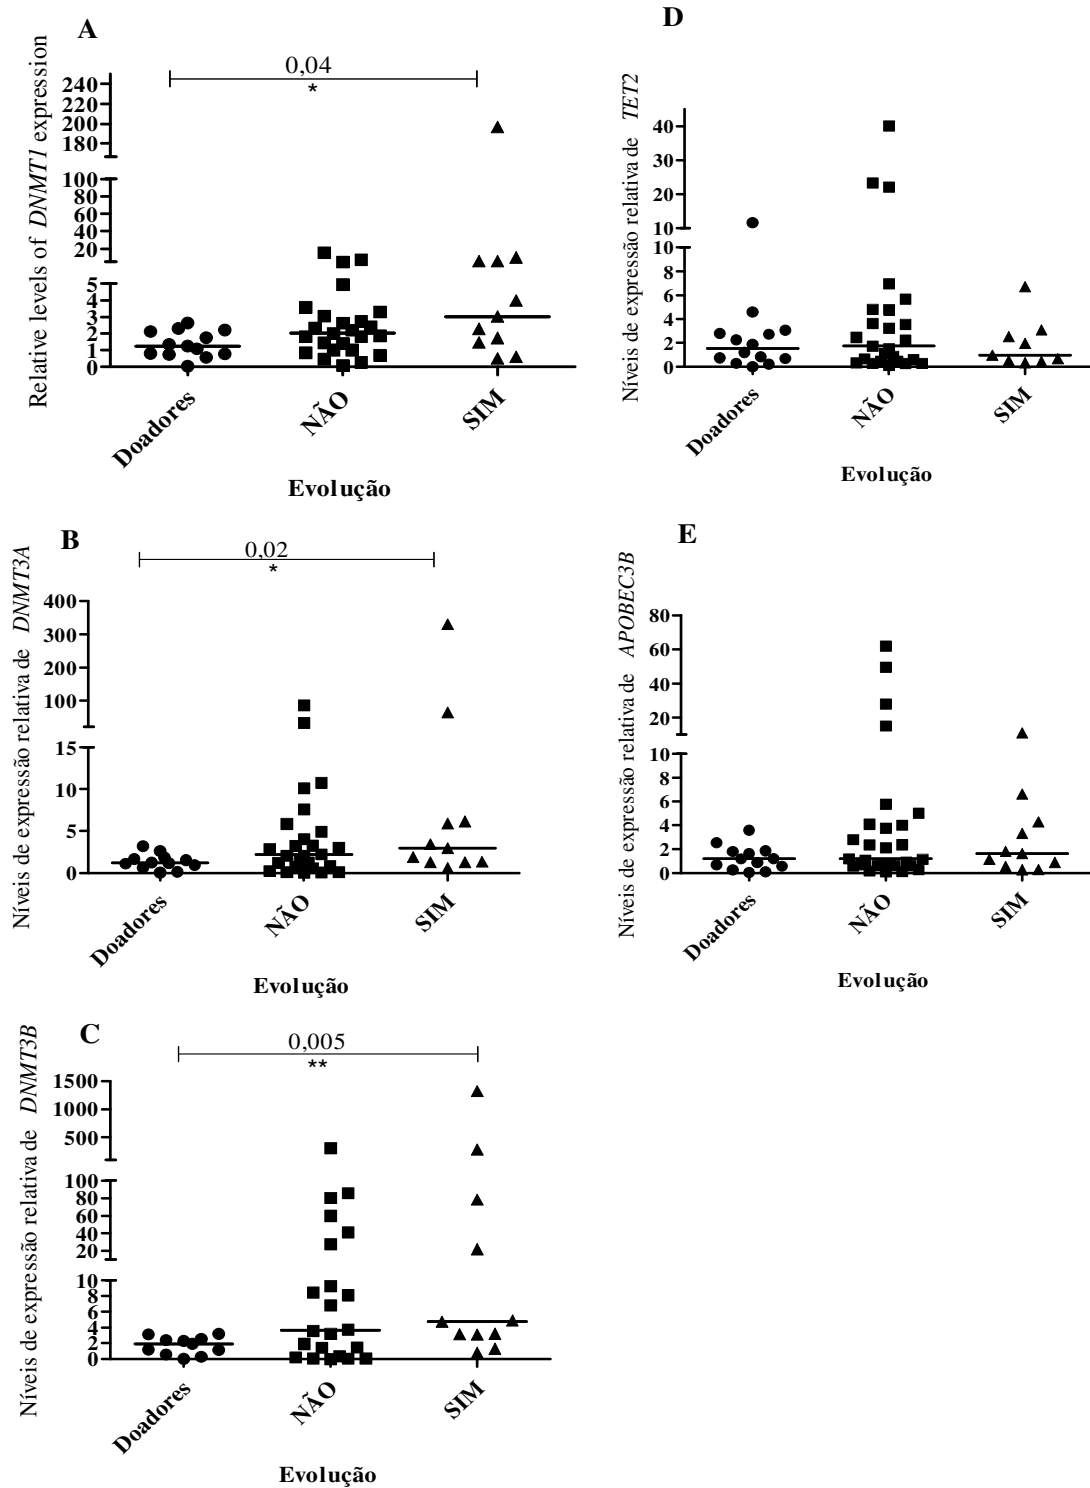 A
0,04
*
Relative levels of DNMT1 expression
240
220
200
180
100
80
60
40
20
5
4
3
2
1
0
Doadores
NÃO
SIM
Evolução
B
0,02
*
Níveis de expressão relativa de DNMT3A
400
300
200
100
15
10
5
0
Doadores
NÃO
SIM
Evolução
C
0,005
**
Níveis de expressão relativa de DNMT3B
1500
1000
500
100
80
60
40
20
10
8
6
4
2
0
Doadores
NÃO
SIM
Evolução
D
Níveis de expressão relativa de TET2
40
30
20
10
10
8
6
4
2
0
Doadores
NÃO
SIM
Evolução
E
Níveis de expressão relativa de APOBEC3B
80
60
40
20
10
8
6
4
2
0
Doadores
NÃO
SIM
Evolução